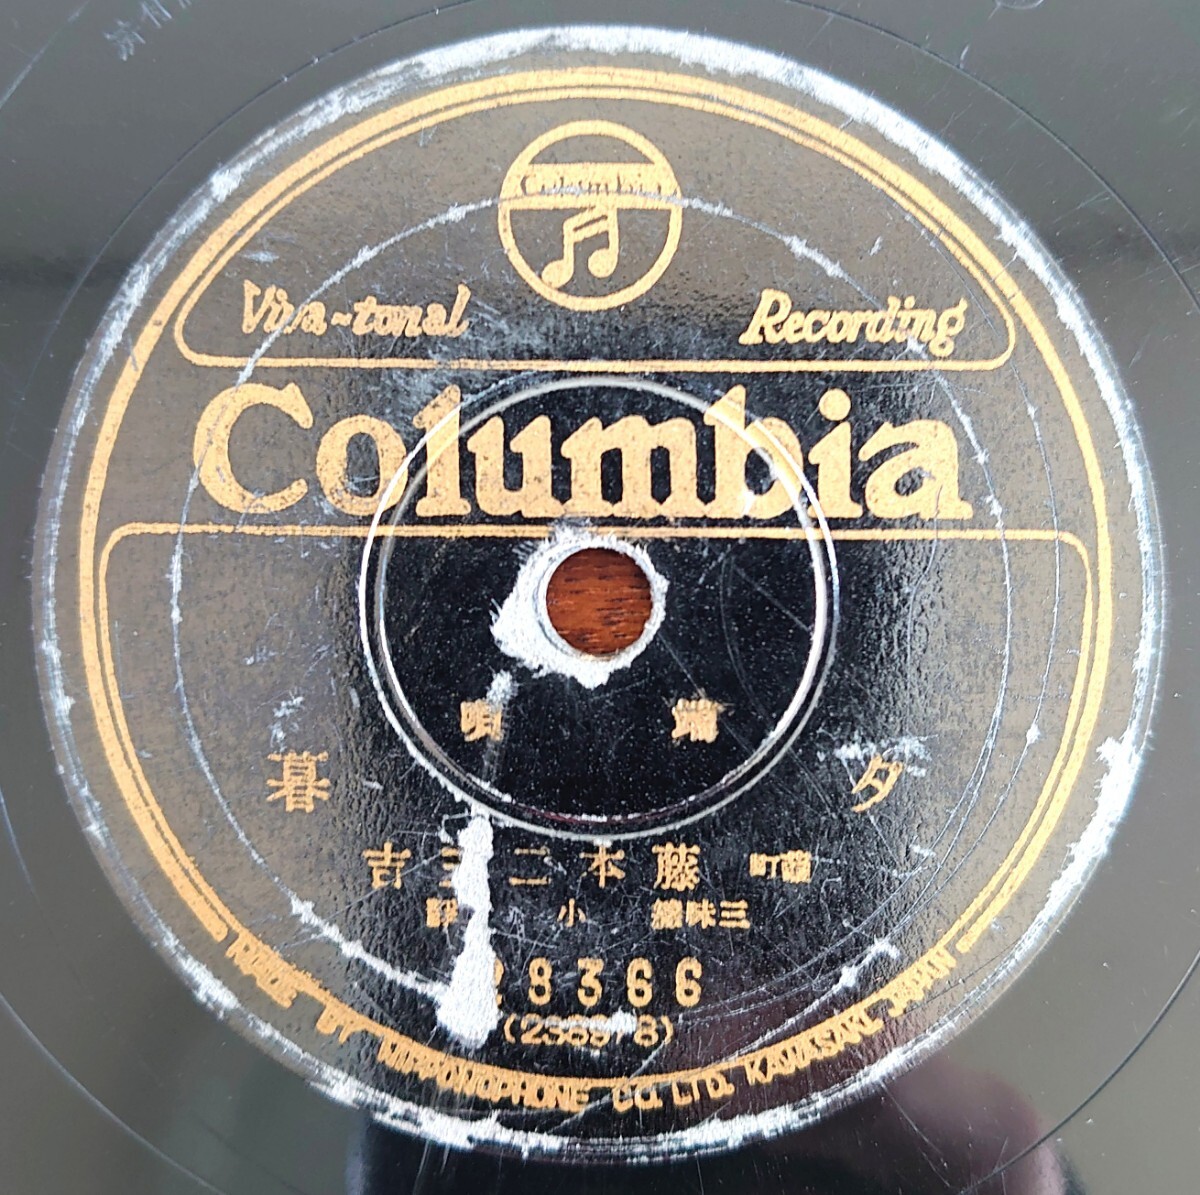 Columbia
Viva-tonal Recording
Columbia
端唄
夕暮
葭町 藤本二三吉
三味線 小静
28366
MADE BY NIPPONOPHONE CO., LTD. KAWASAKI, JAPAN